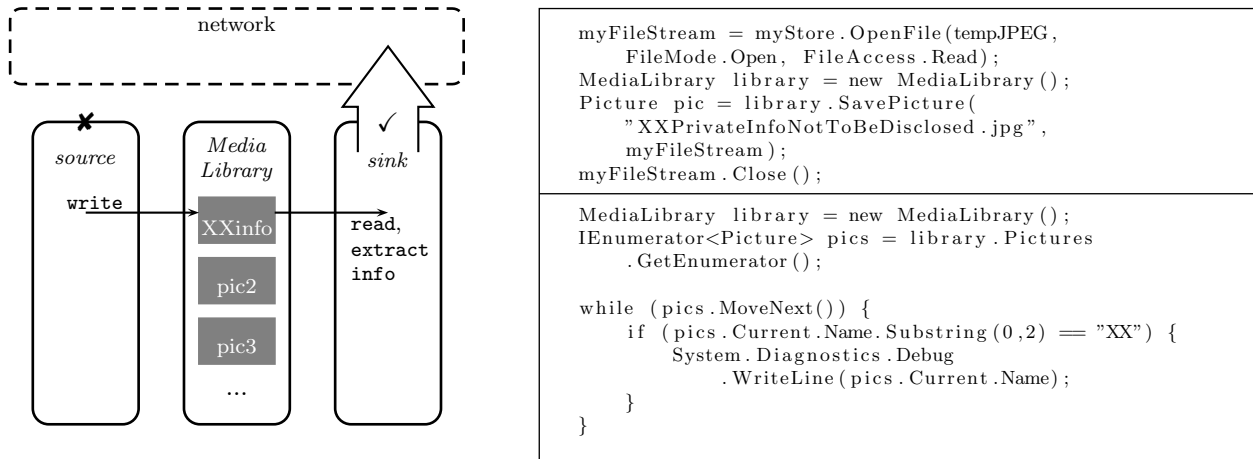 network
✘
✓
source
Media
Library
sink
write
XXinfo
read,
extract
info
pic2
pic3
...
myFileStream = myStore.OpenFile(tempJPEG,
FileMode.Open, FileAccess.Read);
MediaLibrary library = new MediaLibrary();
Picture pic = library.SavePicture(
"XXPrivateInfoNotToBeDisclosed.jpg",
myFileStream);
myFileStream.Close();
MediaLibrary library = new MediaLibrary();
IEnumerator<Picture> pics = library.Pictures
.GetEnumerator();
while (pics.MoveNext()) {
if (pics.Current.Name.Substring(0,2) == "XX") {
System.Diagnostics.Debug
.WriteLine(pics.Current.Name);
}
}